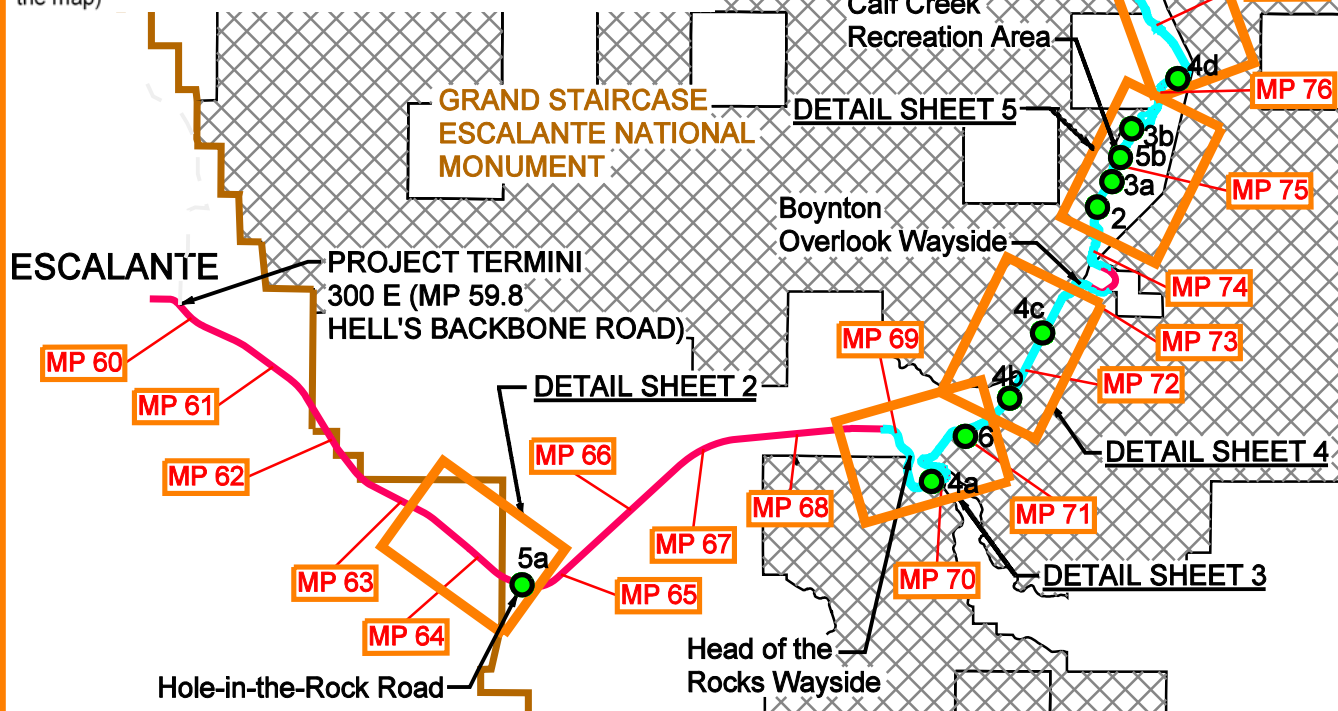 the map)
Calf Creek
Recreation Area
4d
MP 76
GRAND STAIRCASE
ESCALANTE NATIONAL
MONUMENT
DETAIL SHEET 5
3b
5b
3a
2
MP 75
Boynton
Overlook Wayside
ESCALANTE
PROJECT TERMINI
300 E (MP 59.8
HELL'S BACKBONE ROAD)
MP 74
4c
MP 73
MP 60
MP 69
MP 72
4b
DETAIL SHEET 2
MP 61
6
DETAIL SHEET 4
MP 62
MP 66
4a
MP 68
MP 71
MP 67
5a
MP 63
MP 65
MP 70
DETAIL SHEET 3
MP 64
Head of the
Rocks Wayside
Hole-in-the-Rock Road